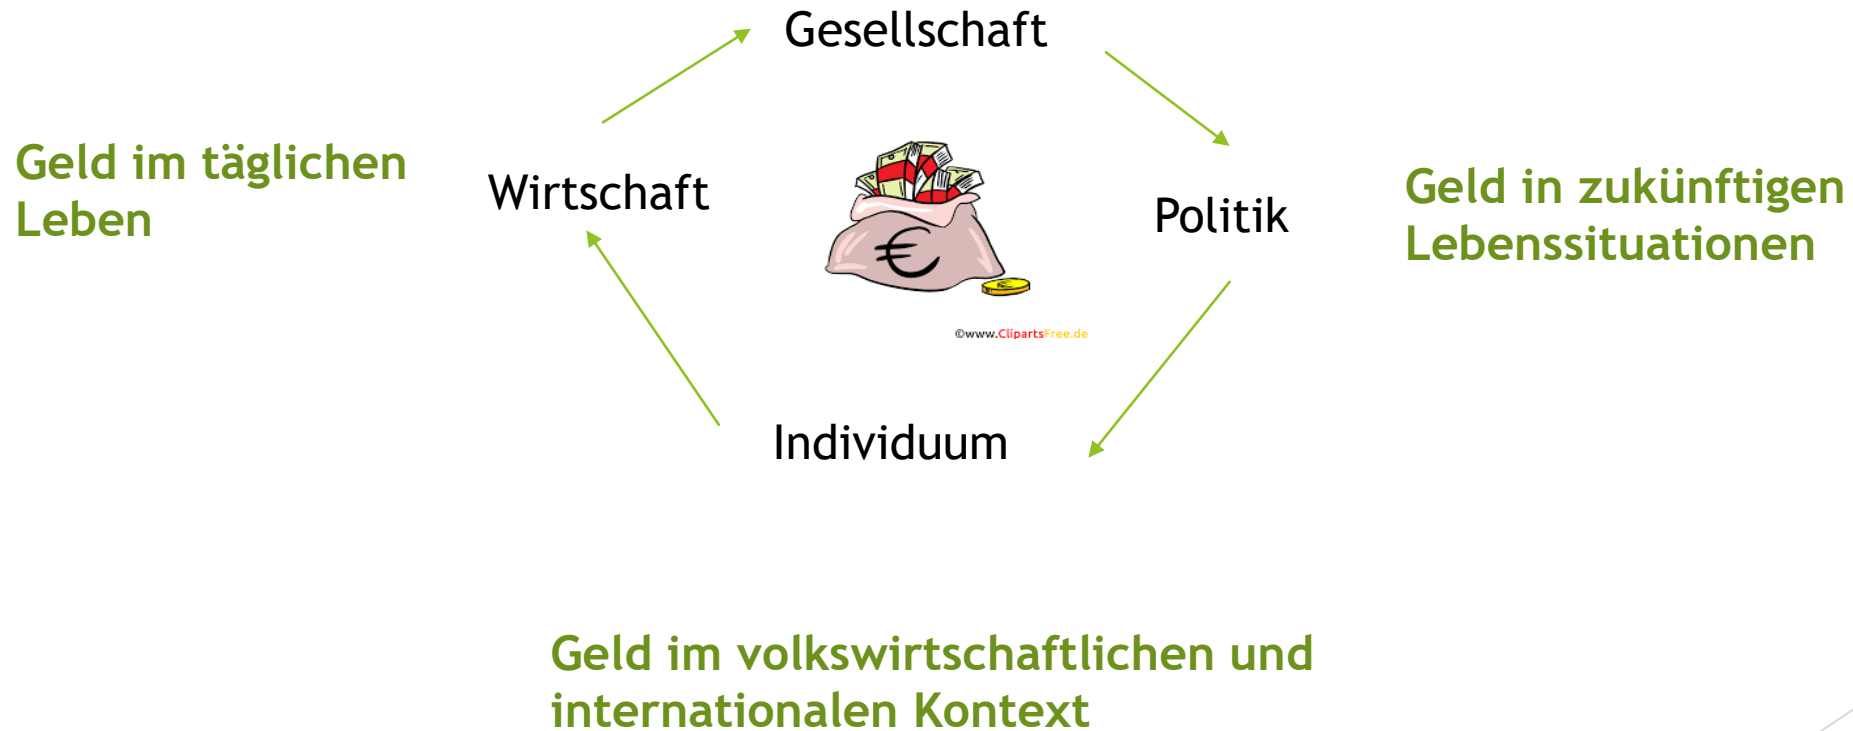 Gesellschaft
Geld im täglichen
Leben
Wirtschaft
€
Politik
Geld in zukünftigen
Lebenssituationen
€
©www.ClipartsFree.de
Individuum
Geld im volkswirtschaftlichen und
internationalen Kontext